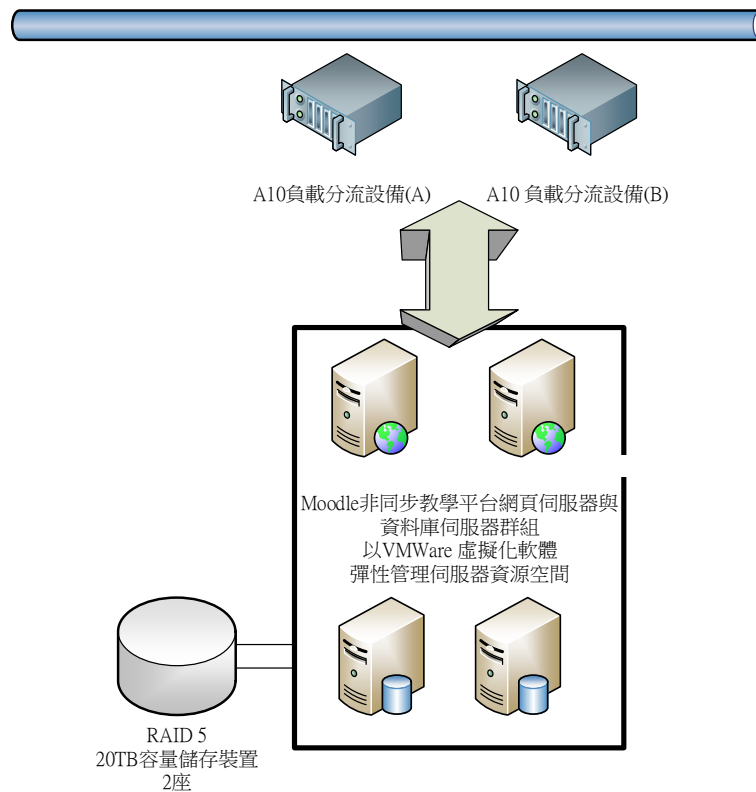 A10負載分流設備(A)
A10 負載分流設備(B)
Moodle非同步教學平台網頁伺服器與
資料庫伺服器群組
以VMWare 虛擬化軟體
彈性管理伺服器資源空間
RAID 5
20TB容量儲存裝置
2座